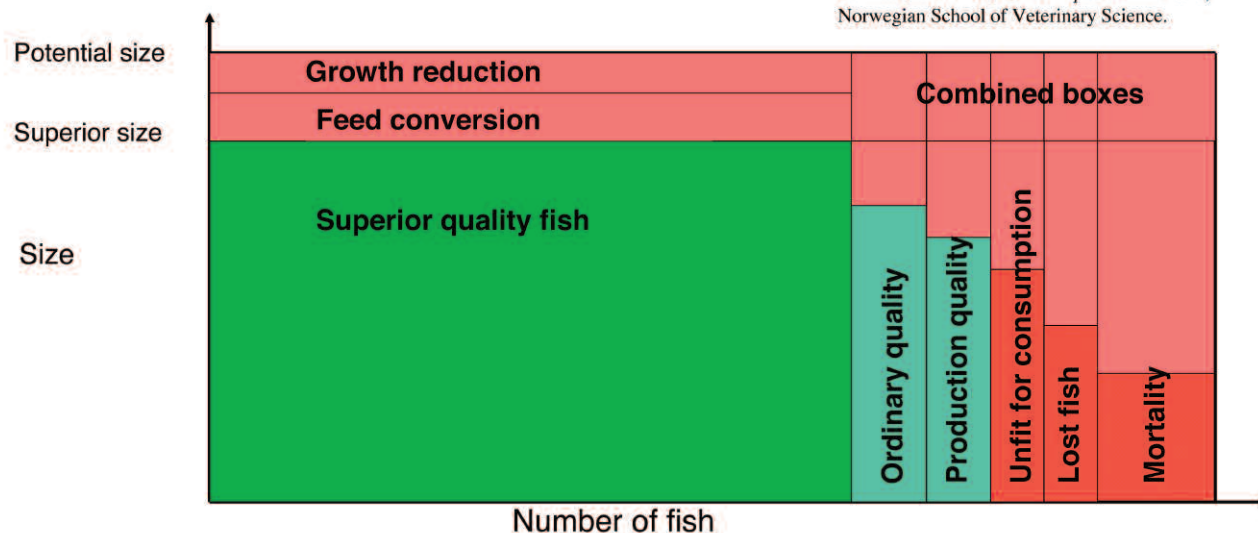 Norwegian School of Veterinary Science.
Potential size
Growth reduction
Combined boxes
Feed conversion
Superior size
Superior quality fish
Size
Ordinary quality
Production quality
Unfit for consumption
Lost fish
Mortality
Number of fish